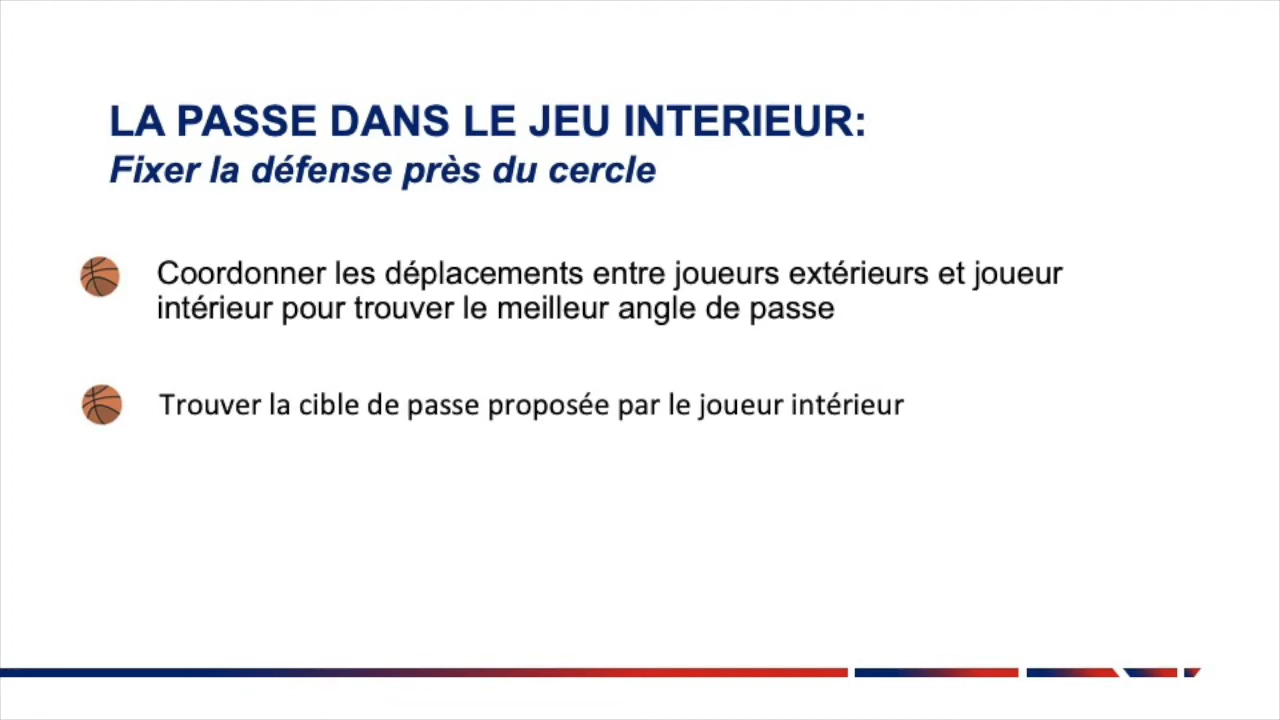 LA PASSE DANS LE JEU INTERIEUR:
Fixer la défense près du cercle
Coordonner les déplacements entre joueurs extérieurs et joueur
intérieur pour trouver le meilleur angle de passe
Trouver la cible de passe proposée par le joueur intérieur